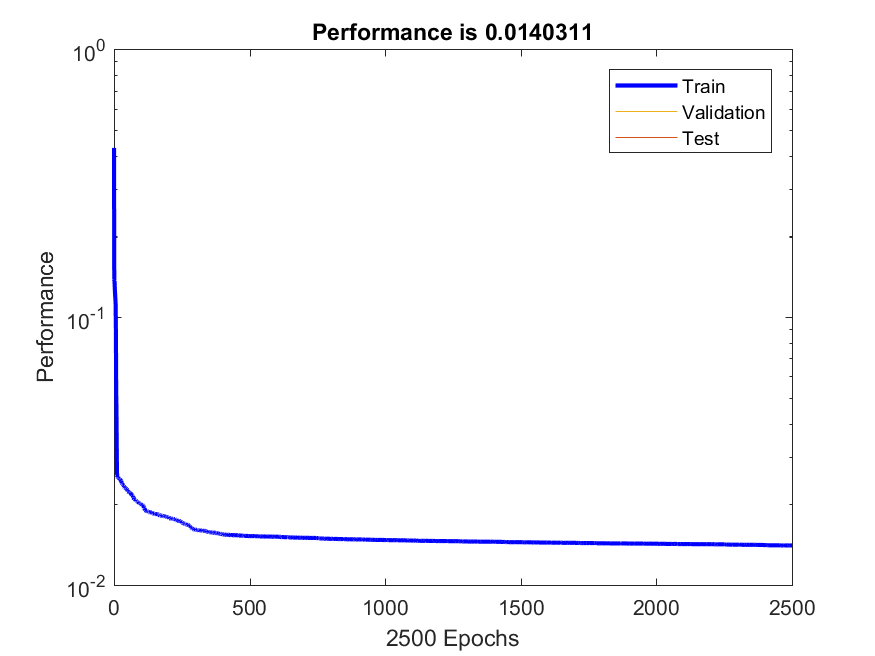 Performance is 0.0140311
10^0
10^-1
10^-2
Performance
Train
Validation
Test
0 500 1000 1500 2000 2500
2500 Epochs